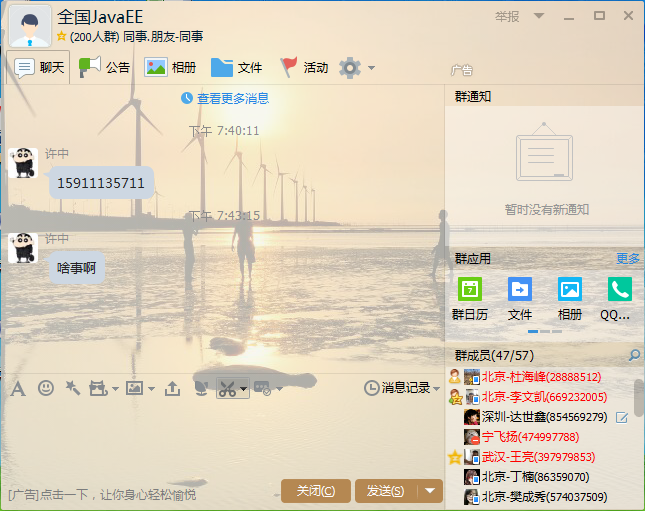 全国JavaEE
(200人群) 同事.朋友-同事
举报
聊天
公告
相册
文件
活动
广告
查看更多消息
下午 7:40:11
许中
15911135711
下午 7:43:15
许中
啥事啊
群通知
暂时没有新通知
群应用
更多
7
群日历
文件
相册
QQ...
群成员(47/57)
北京-杜海峰(28888512)
北京-李文凯(669232005)
深圳-达世鑫(854569279)
宁飞扬(474997788)
武汉-王亮(397979853)
北京-丁楠(86359070)
北京-樊成秀(574037509)
A
消息记录
[广告]点击一下，让你身心轻松愉悦
关闭(C)
发送(S)